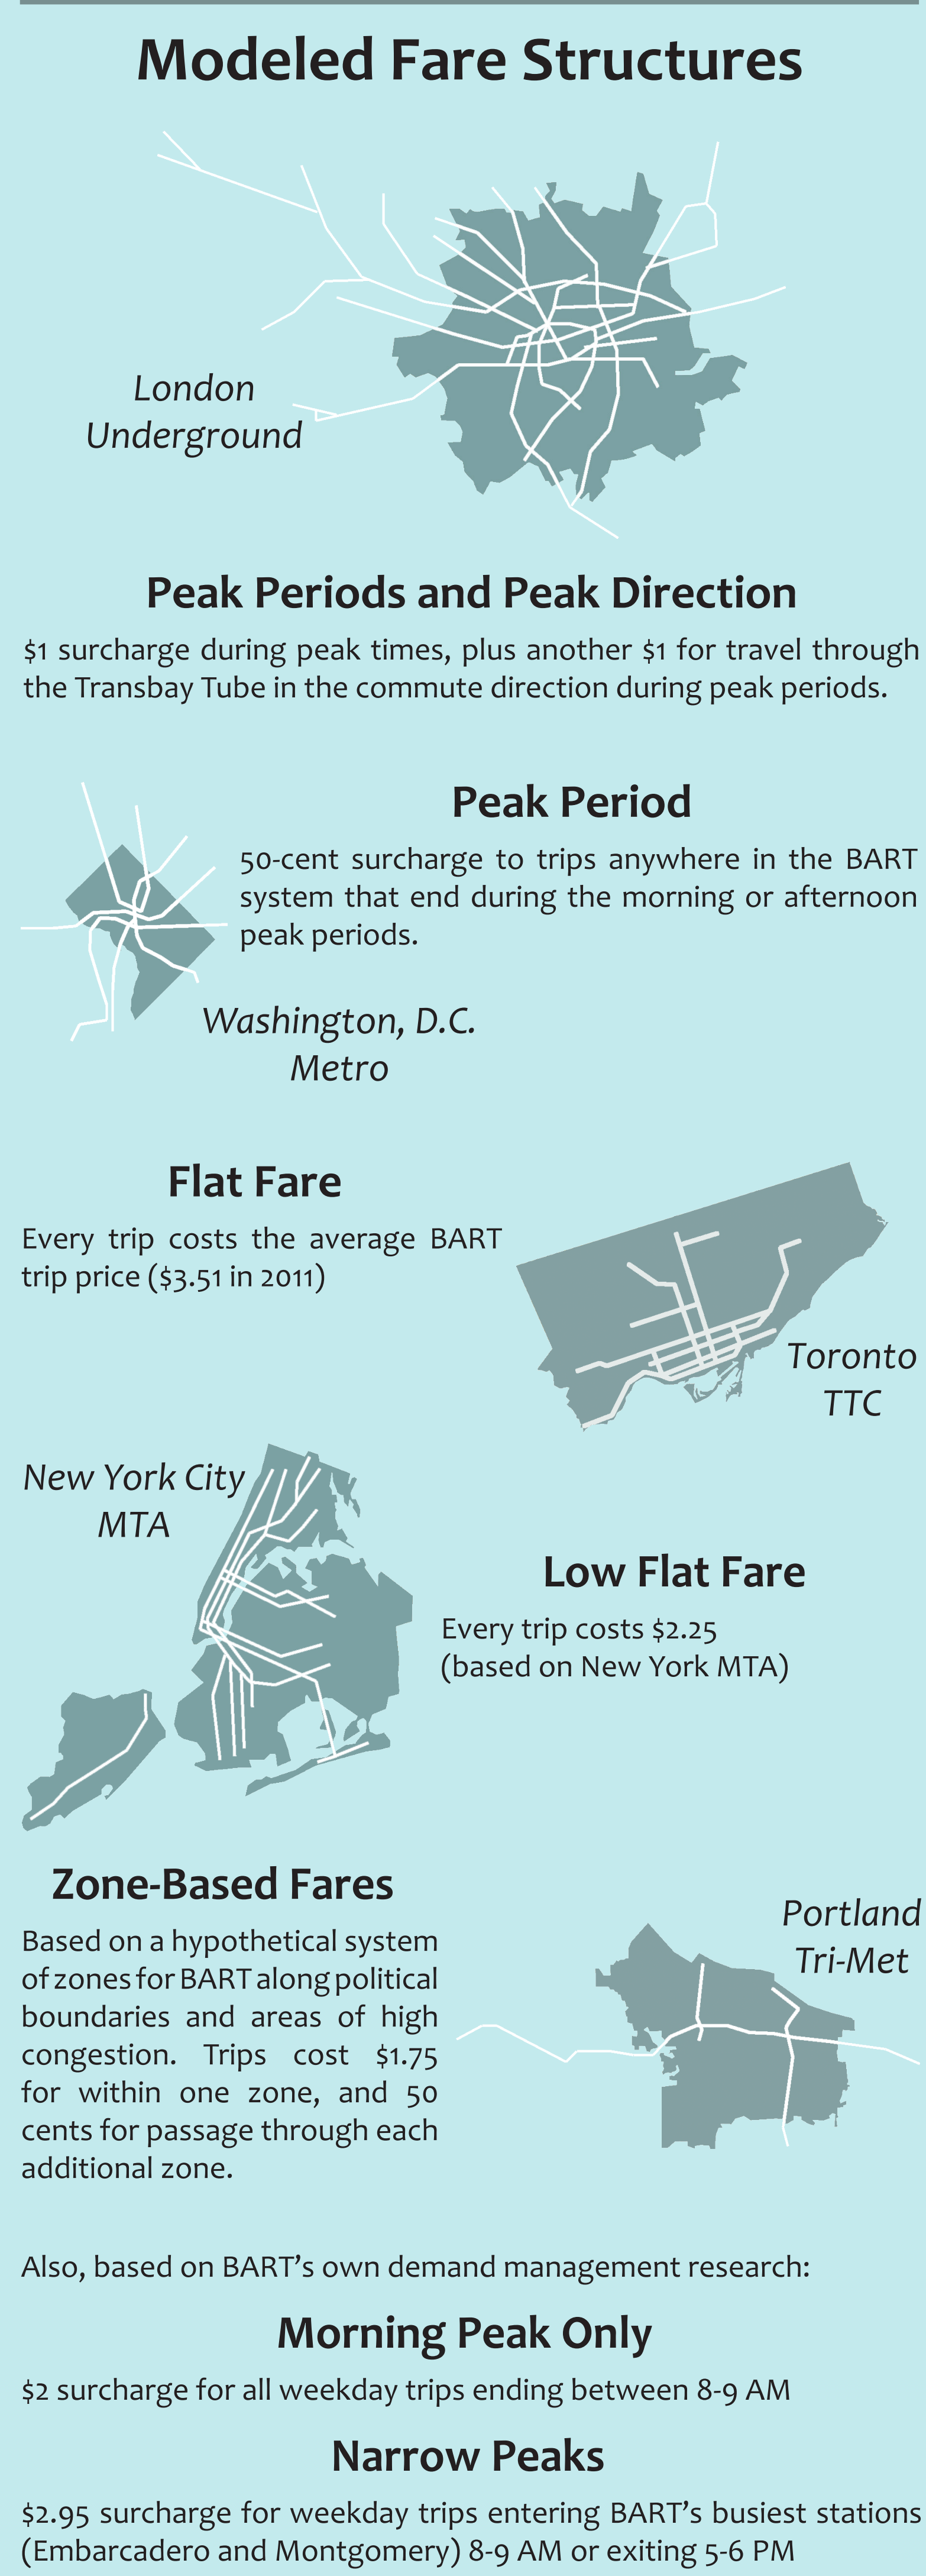 Modeled Fare Structures
London
Underground
Peak Periods and Peak Direction
$1 surcharge during peak times, plus another $1 for travel through
the Transbay Tube in the commute direction during peak periods.
Peak Period
50-cent surcharge to trips anywhere in the BART
system that end during the morning or afternoon
peak periods.
Washington, D.C.
Metro
Flat Fare
Every trip costs the average BART
trip price ($3.51 in 2011)
Toronto
TTC
New York City
MTA
Low Flat Fare
Every trip costs $2.25
(based on New York MTA)
Zone-Based Fares
Based on a hypothetical system
of zones for BART along political
boundaries and areas of high
congestion. Trips cost $1.75
for within one zone, and 50
cents for passage through each
additional zone.
Portland
Tri-Met
Also, based on BART’s own demand management research:
Morning Peak Only
$2 surcharge for all weekday trips ending between 8-9 AM
Narrow Peaks
$2.95 surcharge for weekday trips entering BART’s busiest stations
(Embarcadero and Montgomery) 8-9 AM or exiting 5-6 PM